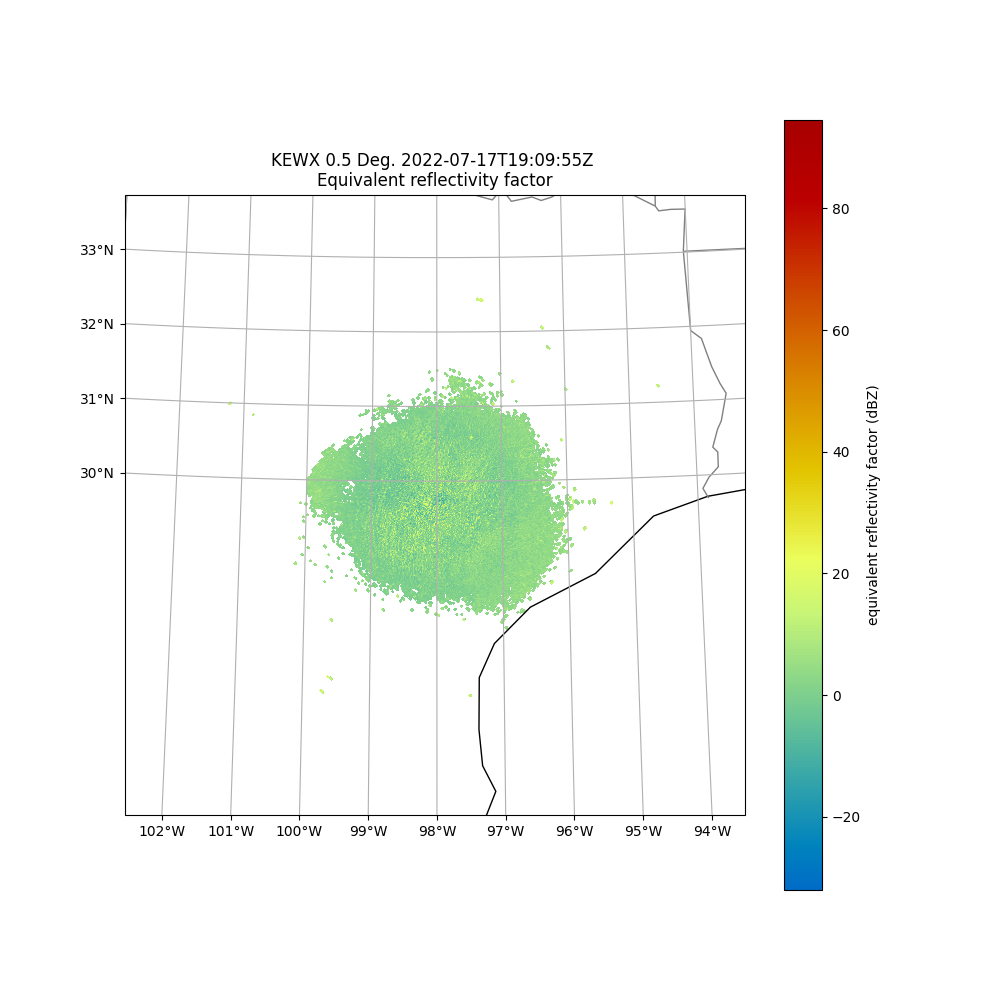 KEWX 0.5 Deg. 2022-07-17T19:09:55Z
Equivalent reflectivity factor
33°N
32°N
31°N
30°N
102°W 101°W 100°W 99°W 98°W 97°W 96°W 95°W 94°W
80
60
40
20
0
−20
equivalent reflectivity factor (dBZ)